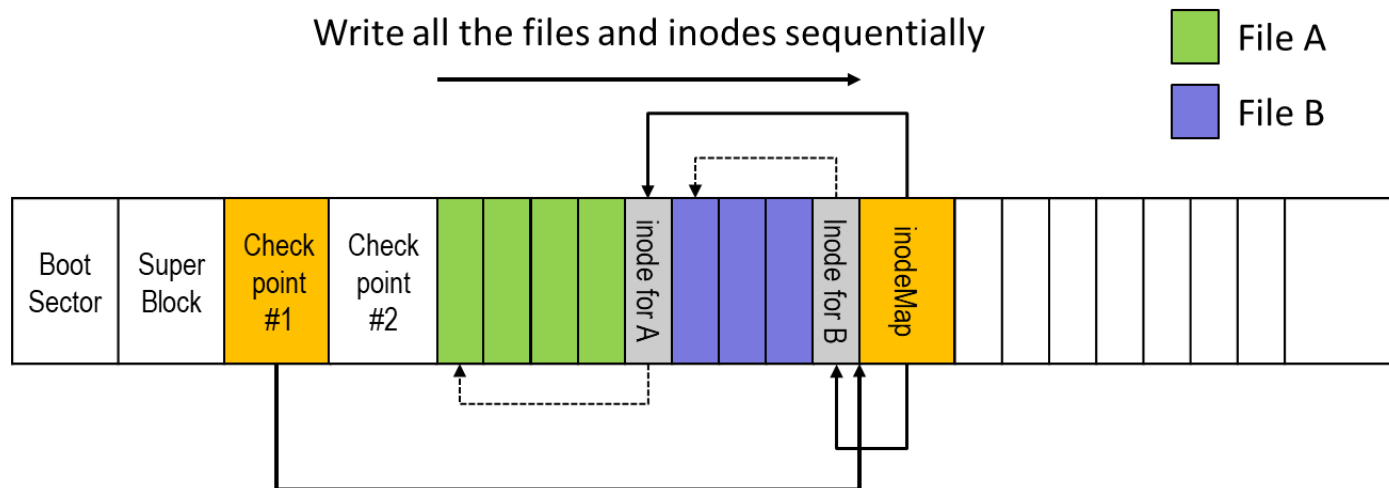 Write all the files and inodes sequentially
File A
File B
Boot
Sector
Super
Block
Check
point
#1
Check
point
#2
inode for A
Inode for B
inodeMap